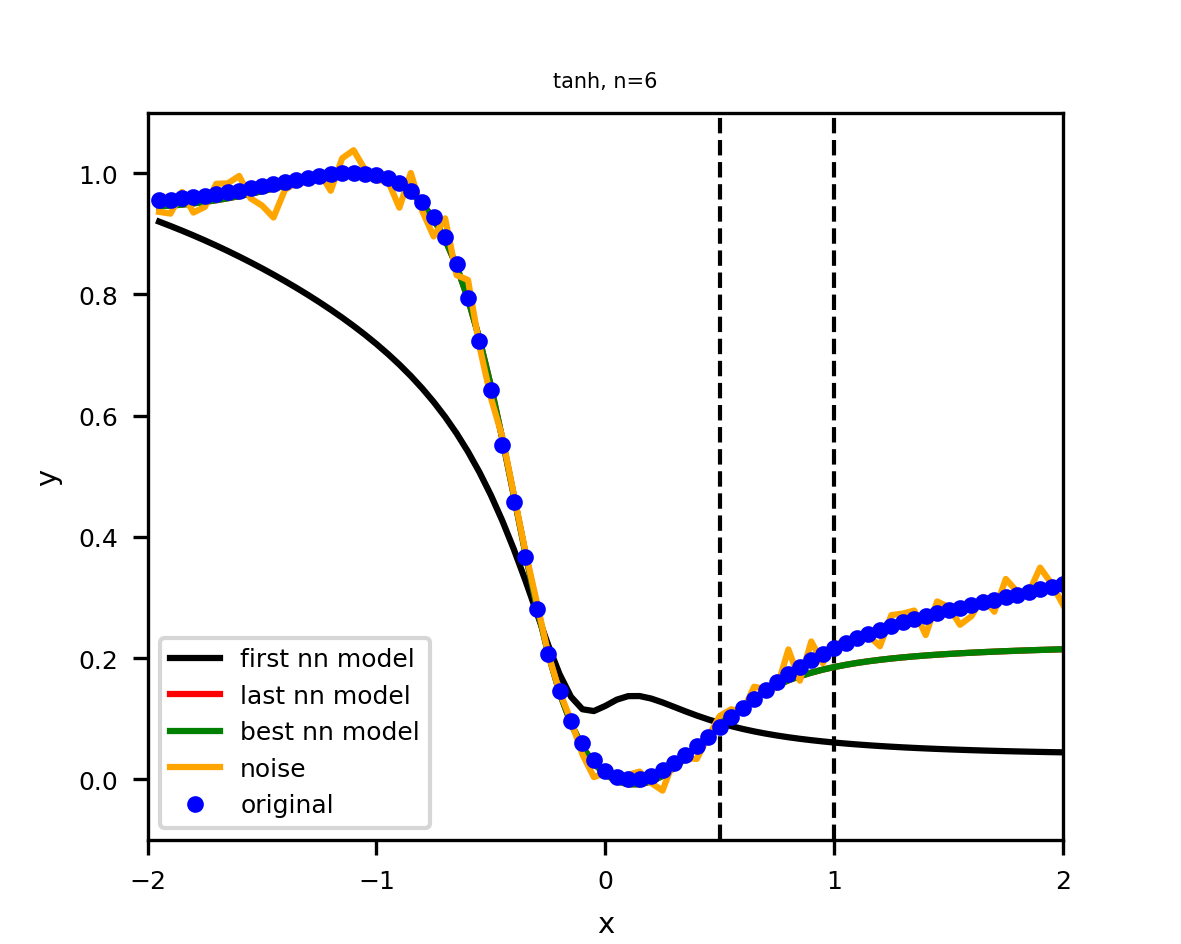 tanh, n=6
1.0
0.8
0.6
0.4
0.2
0.0
y
first nn model
last nn model
best nn model
noise
original
−2
−1
0
1
2
x